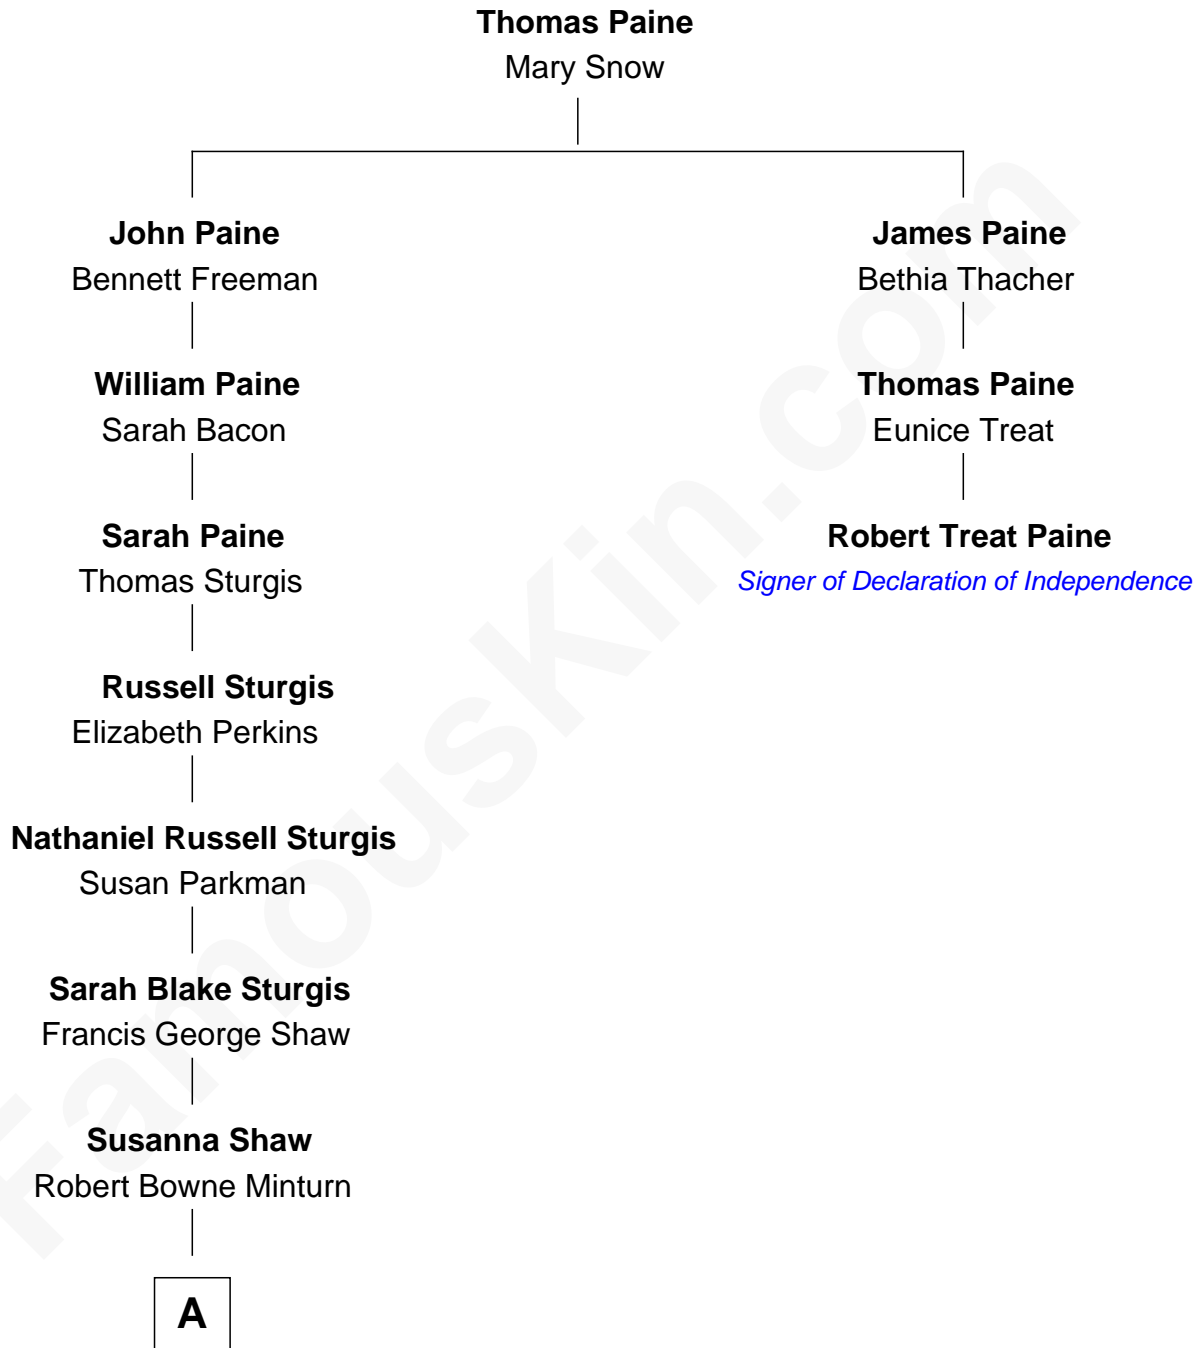 Thomas Paine
Mary Snow
John Paine
Bennett Freeman
James Paine
Bethia Thacher
William Paine
Sarah Bacon
Thomas Paine
Eunice Treat
Sarah Paine
Thomas Sturgis
Robert Treat Paine
Signer of Declaration of Independence
Russell Sturgis
Elizabeth Perkins
Nathaniel Russell Sturgis
Susan Parkman
Sarah Blake Sturgis
Francis George Shaw
Susanna Shaw
Robert Bowne Minturn
A
FamousKin.com